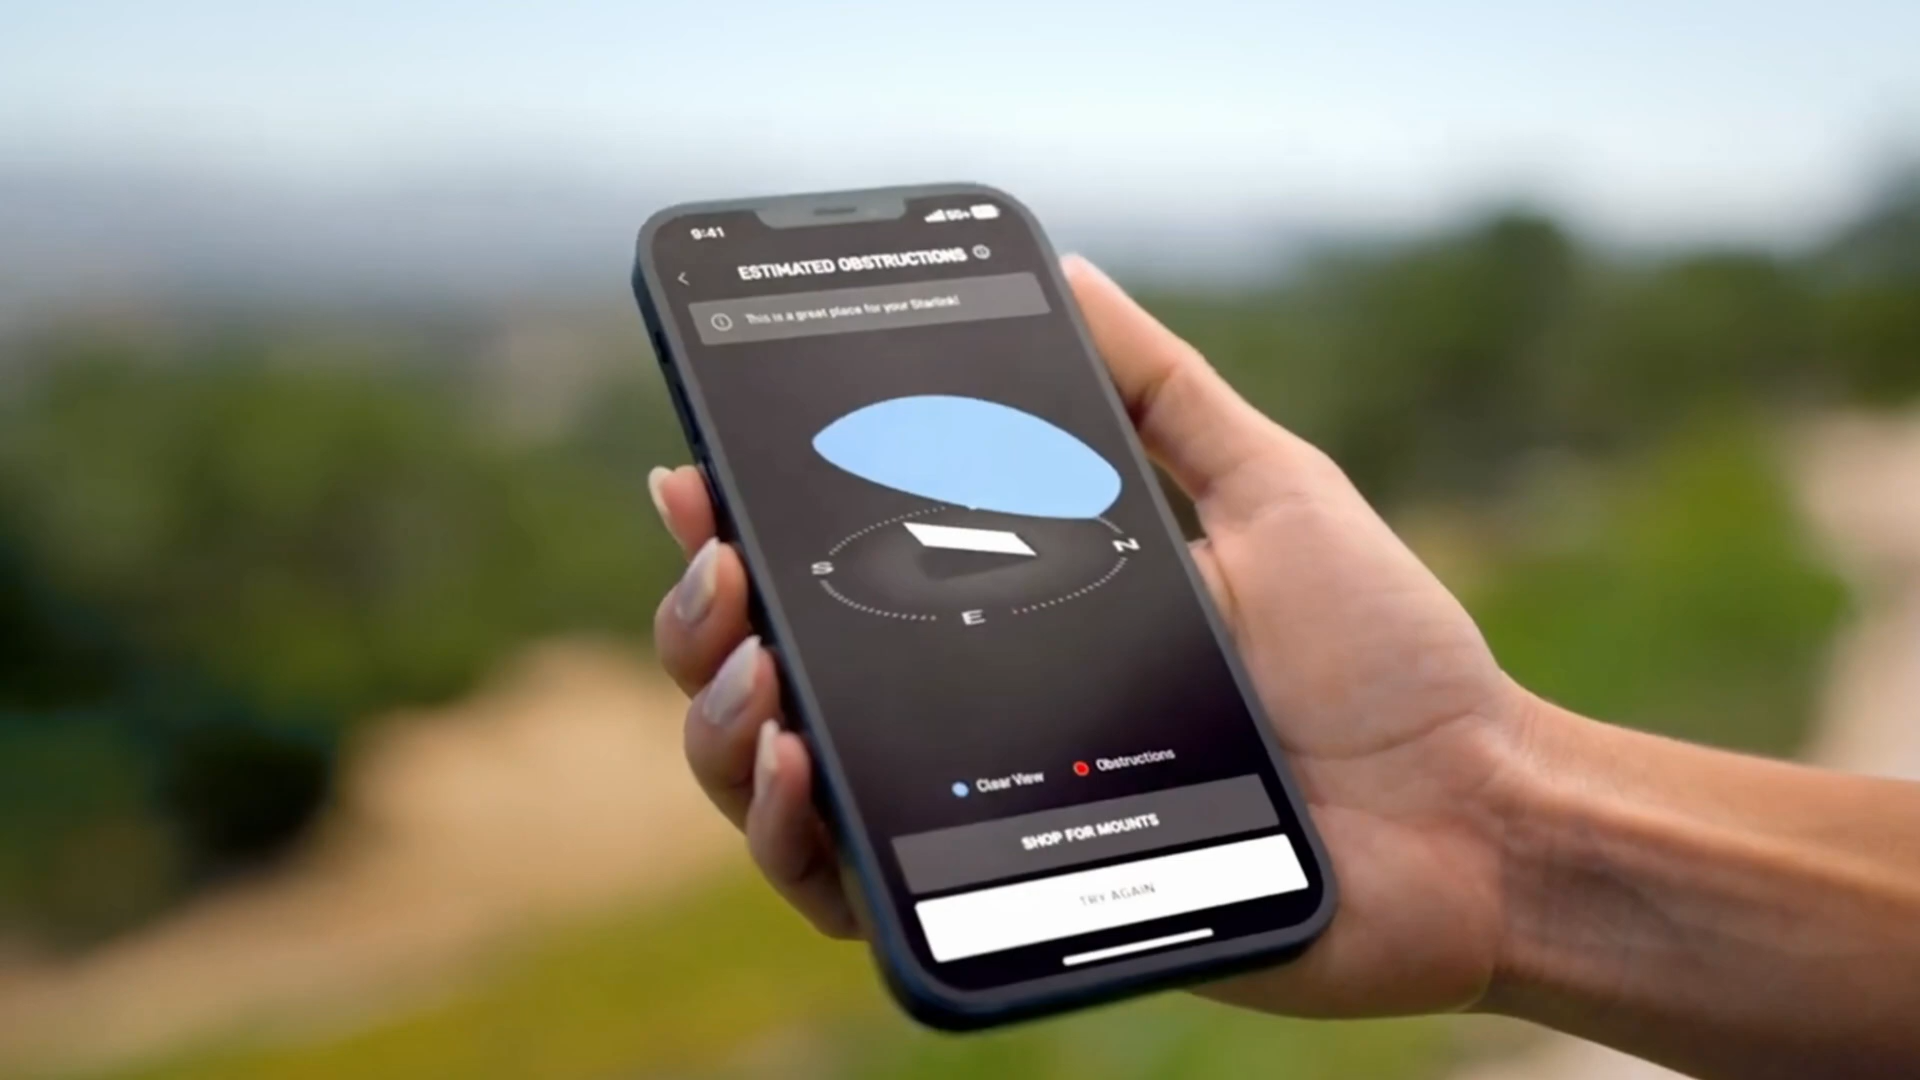 9:41
5G+
ESTIMATED OBSTRUCTIONS
This is a great place for your Starlink!
S
N
E
Clear View
Obstructions
SHOP FOR MOUNTS
TRY AGAIN